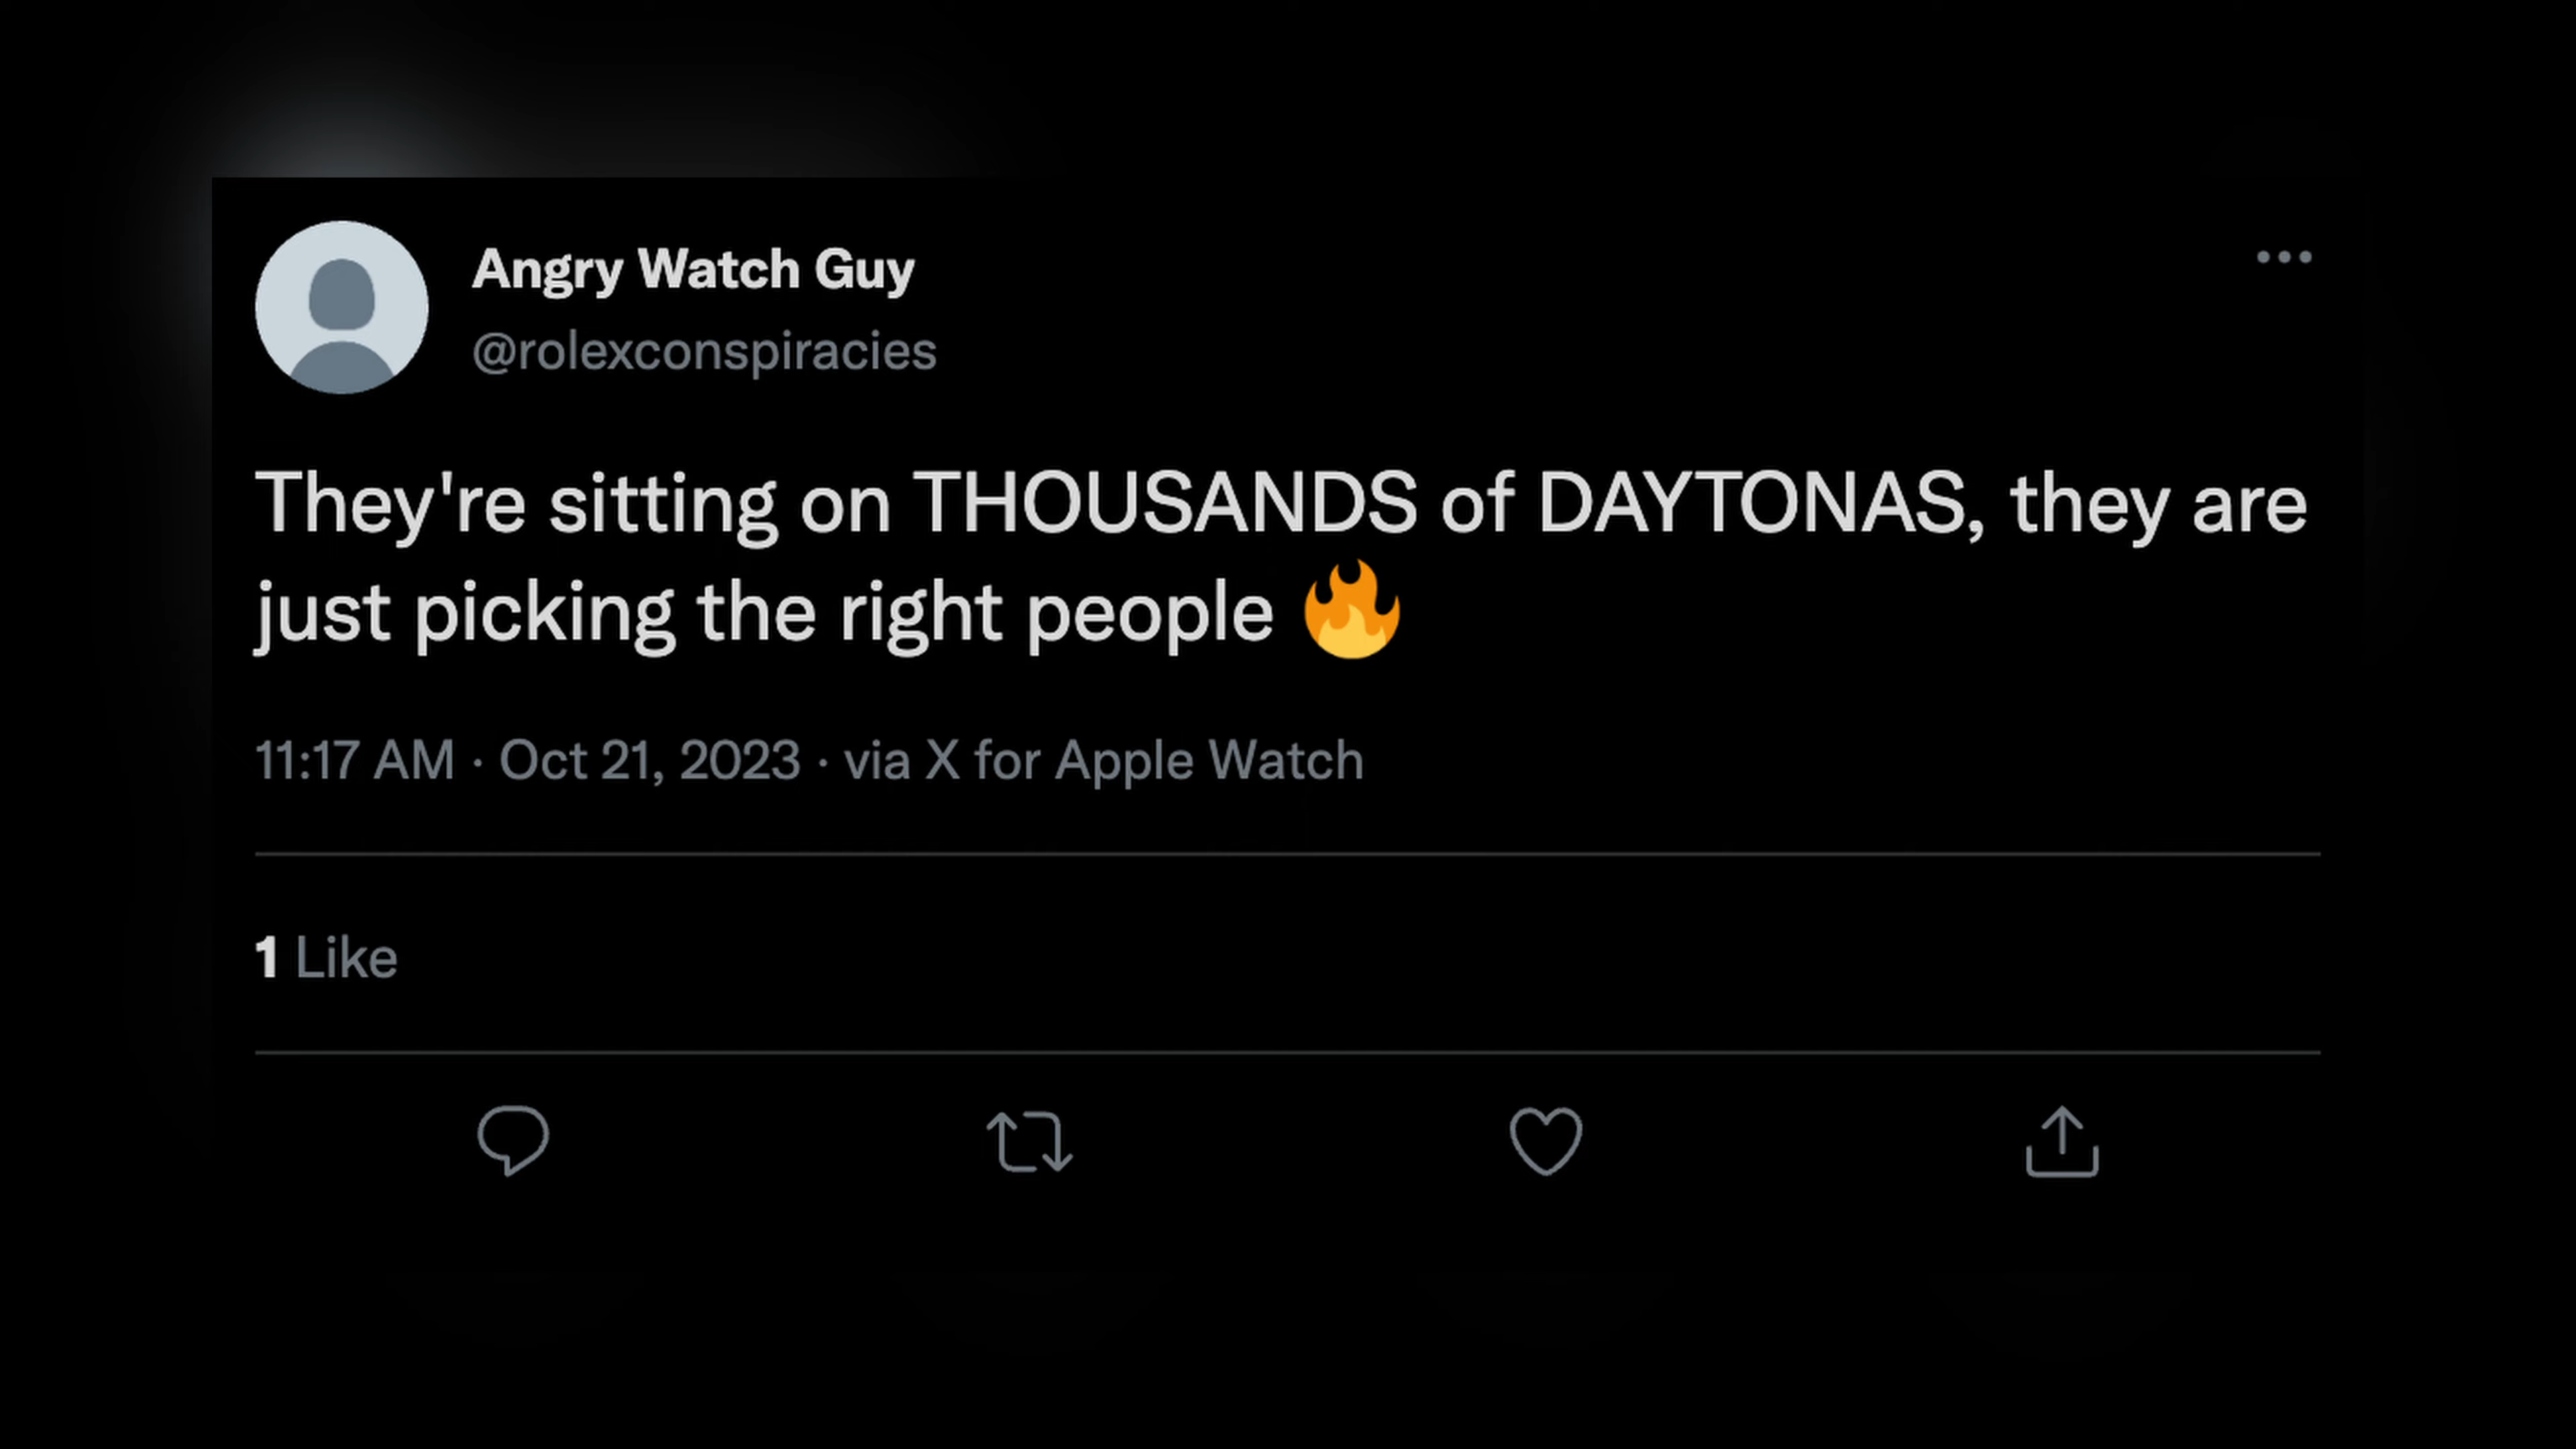 Angry Watch Guy
@rolexconspiracies
They're sitting on THOUSANDS of DAYTONAS, they are
just picking the right people 🔥
11:17 AM · Oct 21, 2023 · via X for Apple Watch
1 Like